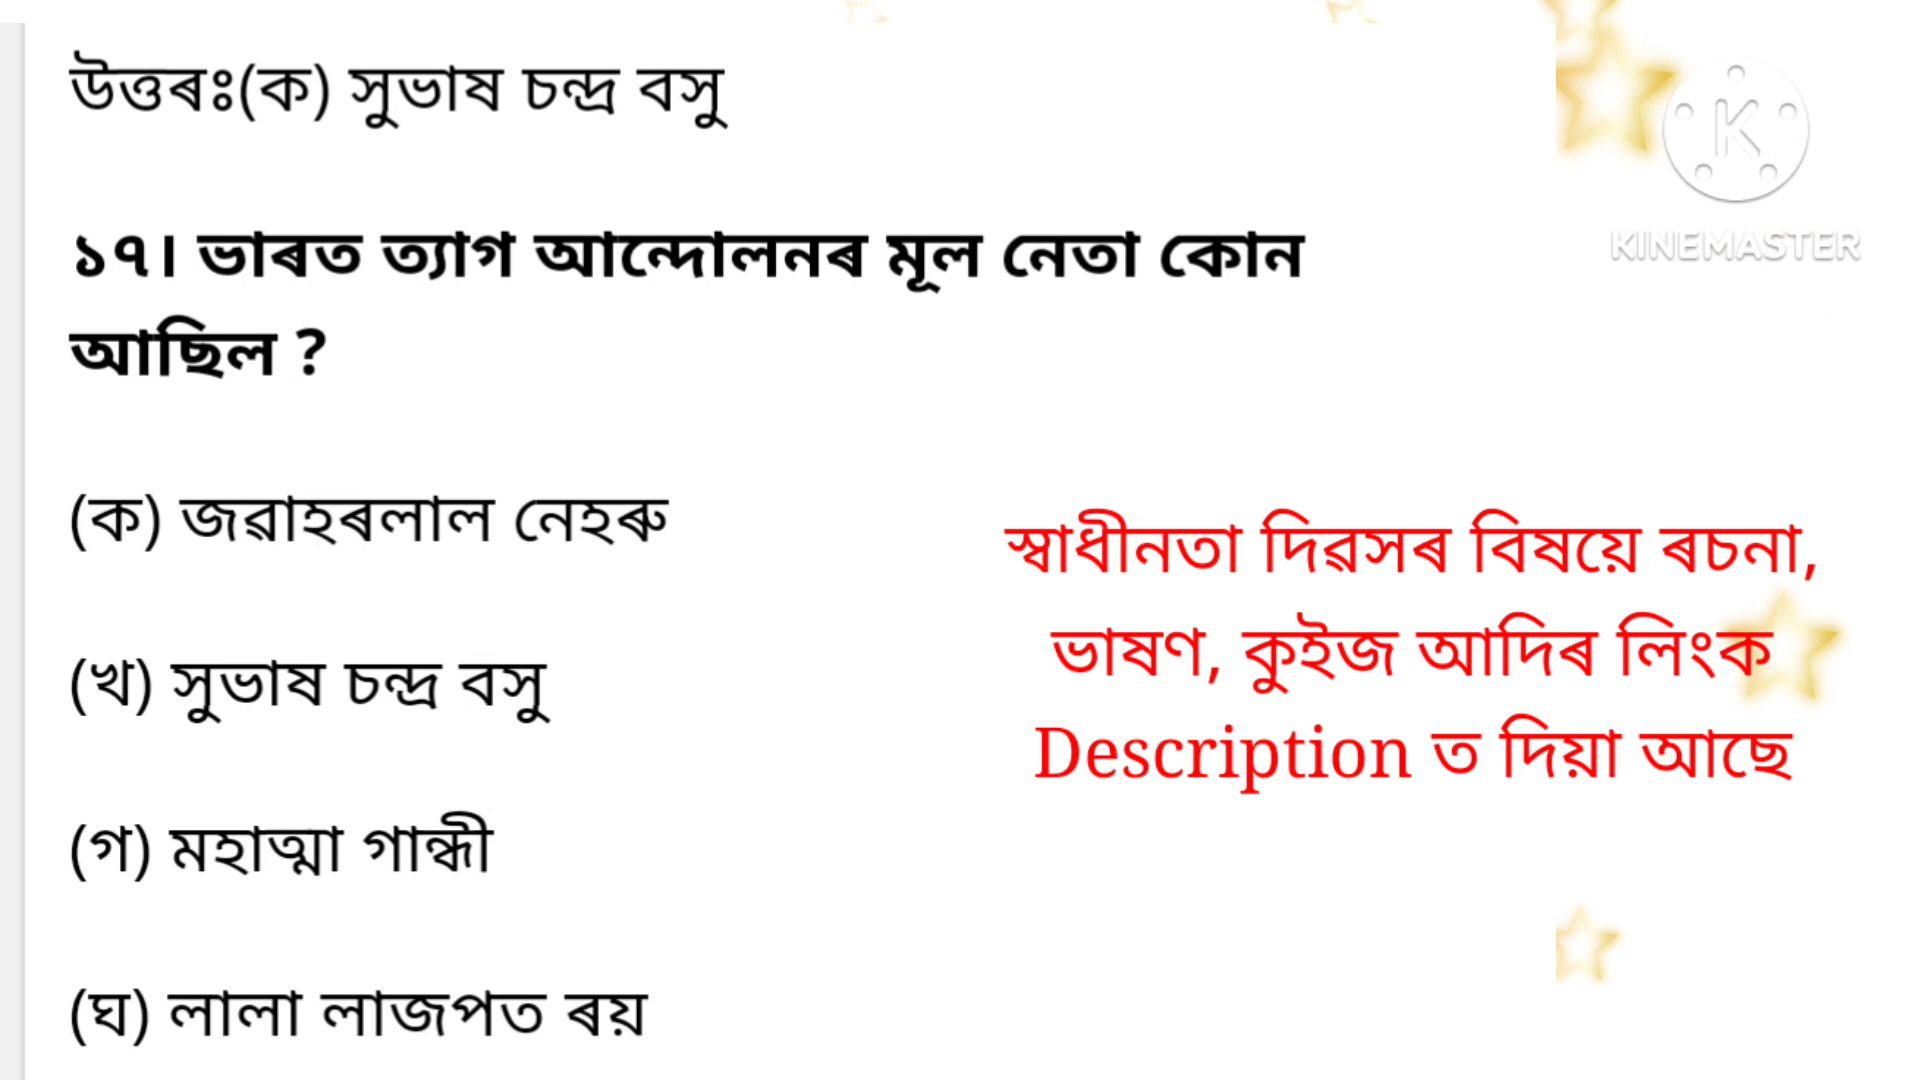 উত্তৰঃ(ক) সুভাষ চন্দ্ৰ বসু
KINEMASTER
১৭। ভাৰত ত্যাগ আন্দোলনৰ মূল নেতা কোন
আছিল ?
(ক) জৱাহৰলাল নেহৰু
(খ) সুভাষ চন্দ্ৰ বসু
(গ) মহাত্মা গান্ধী
(ঘ) লালা লাজপত ৰয়
স্বাধীনতা দিৱসৰ বিষয়ে ৰচনা,
ভাষণ, কুইজ আদিৰ লিংক
Description ত দিয়া আছে